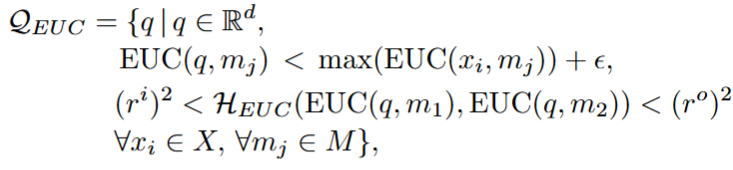 𝒬_{EUC} = {q | q ∈ ℝ^d,
EUC(q, m_j) < max(EUC(x_i, m_j)) + ϵ,
(r^i)^2 < ℋ_{EUC}(EUC(q, m_1), EUC(q, m_2)) < (r^o)^2
∀x_i ∈ X, ∀m_j ∈ M},